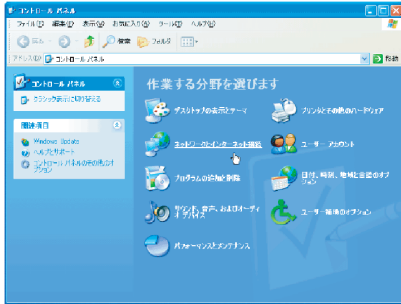 コントロール パネル
ファイル(F) 編集(E) 表示(V) お気に入り(A) ツール(T) ヘルプ(H)
戻る 検索 フォルダ
アドレス(D) コントロール パネル 移動
コントロール パネル
クラシック表示に切り替える
関連項目
Windows Update
ヘルプとサポート
コントロール パネルのその他のオプション
作業する分野を選びます
デスクトップの表示とテーマ
プリンタとその他のハードウェア
ネットワークとインターネット接続
ユーザー アカウント
プログラムの追加と削除
日付、時刻、地域と言語のオプション
サウンド、音声、およびオーディオ デバイス
ユーザー補助のオプション
パフォーマンスとメンテナンス